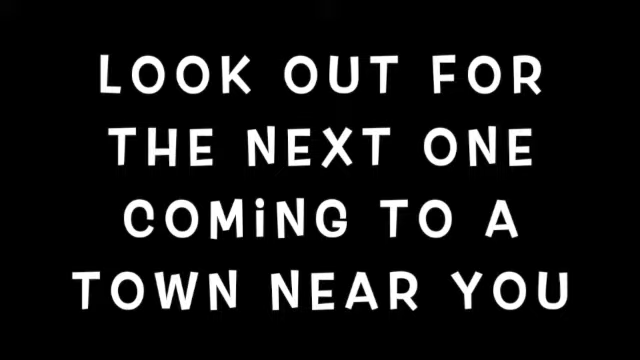 LOOK OUT FOR
THE NEXT ONE
COMiNG TO A
TOWN NEAR YOU